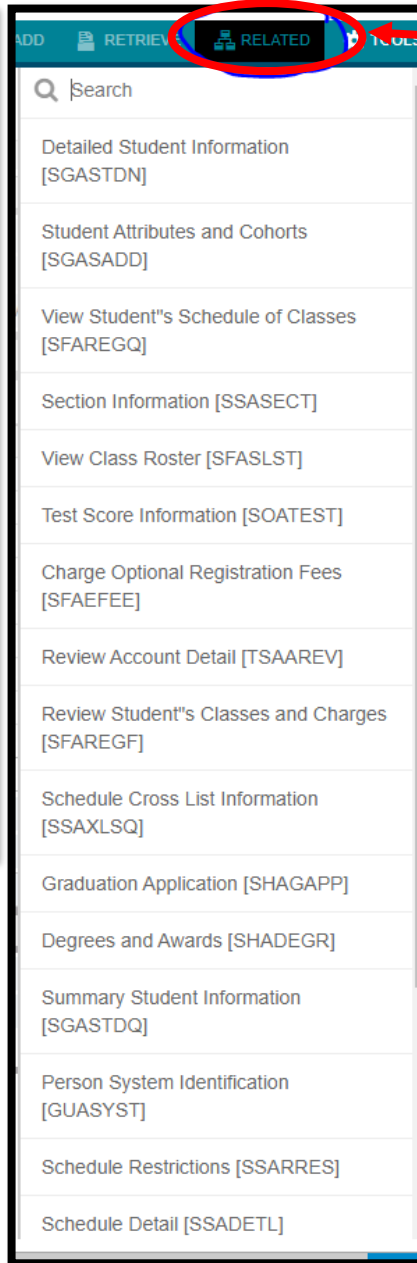 ADD RETRIEVE RELATED TOOLS
Search
Detailed Student Information
[SGASTDN]
Student Attributes and Cohorts
[SGASADD]
View Student"s Schedule of Classes
[SFAREGQ]
Section Information [SSASECT]
View Class Roster [SFASLST]
Test Score Information [SOATEST]
Charge Optional Registration Fees
[SFAEFEE]
Review Account Detail [TSAAREV]
Review Student"s Classes and Charges
[SFAREGF]
Schedule Cross List Information
[SSAXLSQ]
Graduation Application [SHAGAPP]
Degrees and Awards [SHADEGR]
Summary Student Information
[SGASTDQ]
Person System Identification
[GUASYST]
Schedule Restrictions [SSARRES]
Schedule Detail [SSADETL]